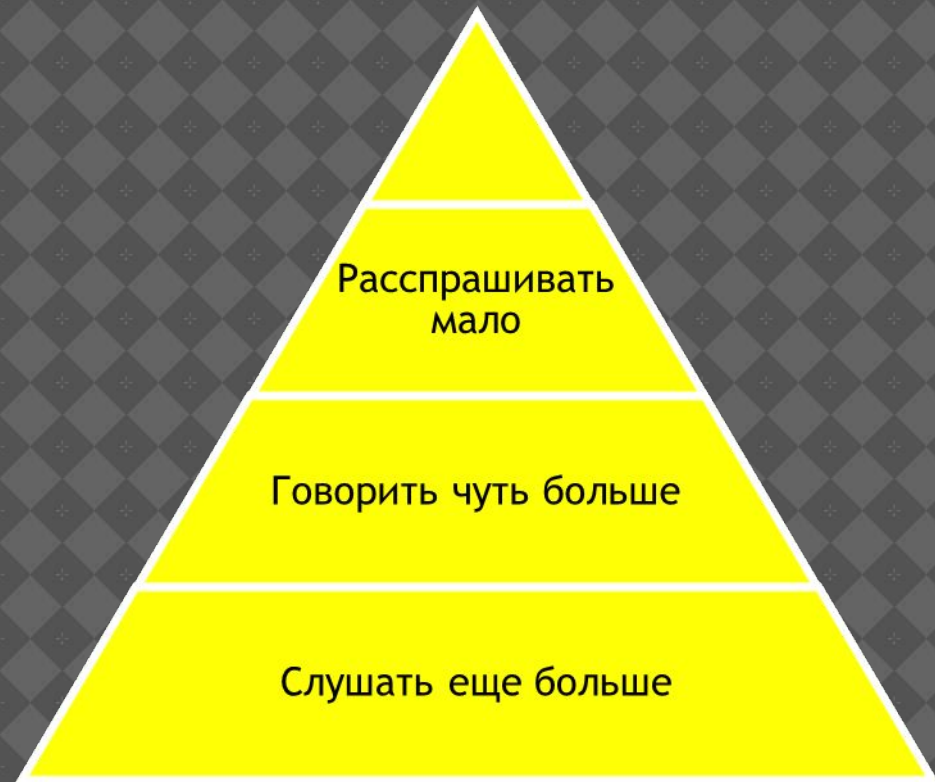 Расспрашивать
мало
Говорить чуть больше
Слушать еще больше